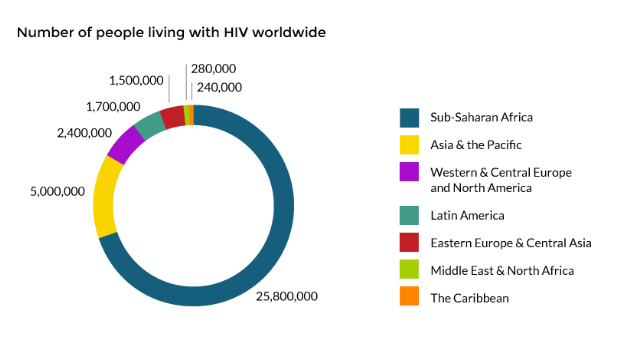 Number of people living with HIV worldwide
280,000
1,500,000
240,000
1,700,000
2,400,000
5,000,000
25,800,000
Sub-Saharan Africa
Asia & the Pacific
Western & Central Europe
and North America
Latin America
Eastern Europe & Central Asia
Middle East & North Africa
The Caribbean